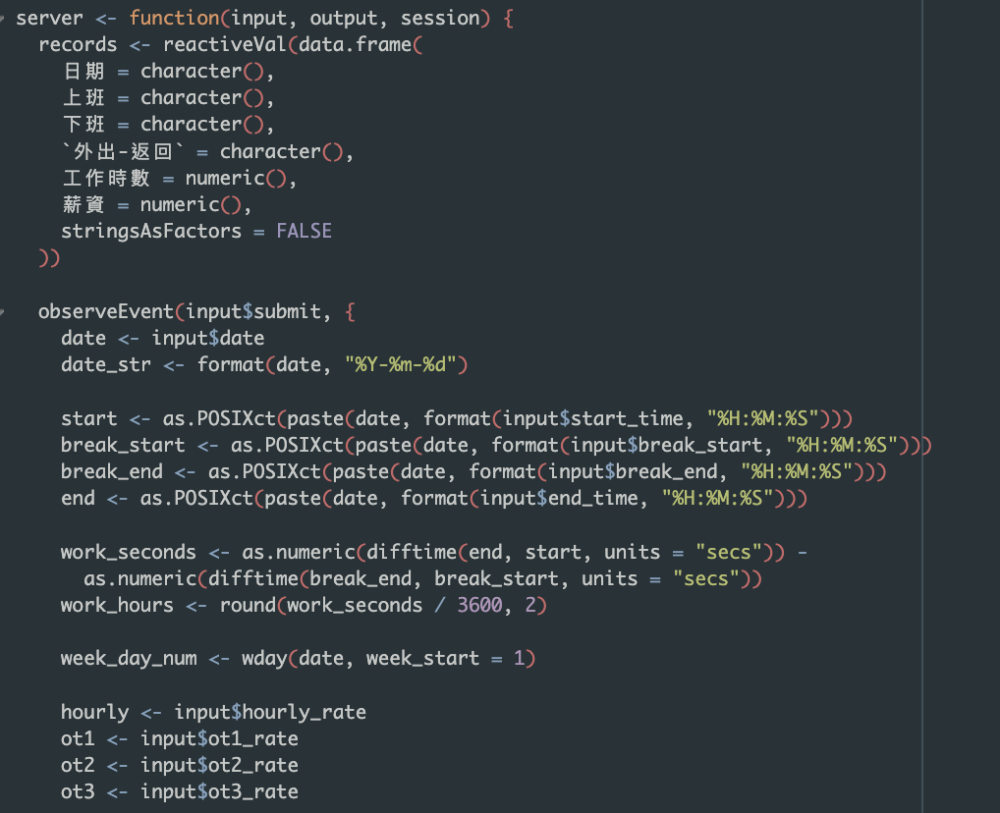 server <- function(input, output, session) {
  records <- reactiveVal(data.frame(
    日期 = character(),
    上班 = character(),
    下班 = character(),
    `外出-返回` = character(),
    工作時數 = numeric(),
    薪資 = numeric(),
    stringsAsFactors = FALSE
  ))

  observeEvent(input$submit, {
    date <- input$date
    date_str <- format(date, "%Y-%m-%d")

    start <- as.POSIXct(paste(date, format(input$start_time, "%H:%M:%S")))
    break_start <- as.POSIXct(paste(date, format(input$break_start, "%H:%M:%S")))
    break_end <- as.POSIXct(paste(date, format(input$break_end, "%H:%M:%S")))
    end <- as.POSIXct(paste(date, format(input$end_time, "%H:%M:%S")))

    work_seconds <- as.numeric(difftime(end, start, units = "secs")) -
      as.numeric(difftime(break_end, break_start, units = "secs"))
    work_hours <- round(work_seconds / 3600, 2)

    week_day_num <- wday(date, week_start = 1)

    hourly <- input$hourly_rate
    ot1 <- input$ot1_rate
    ot2 <- input$ot2_rate
    ot3 <- input$ot3_rate